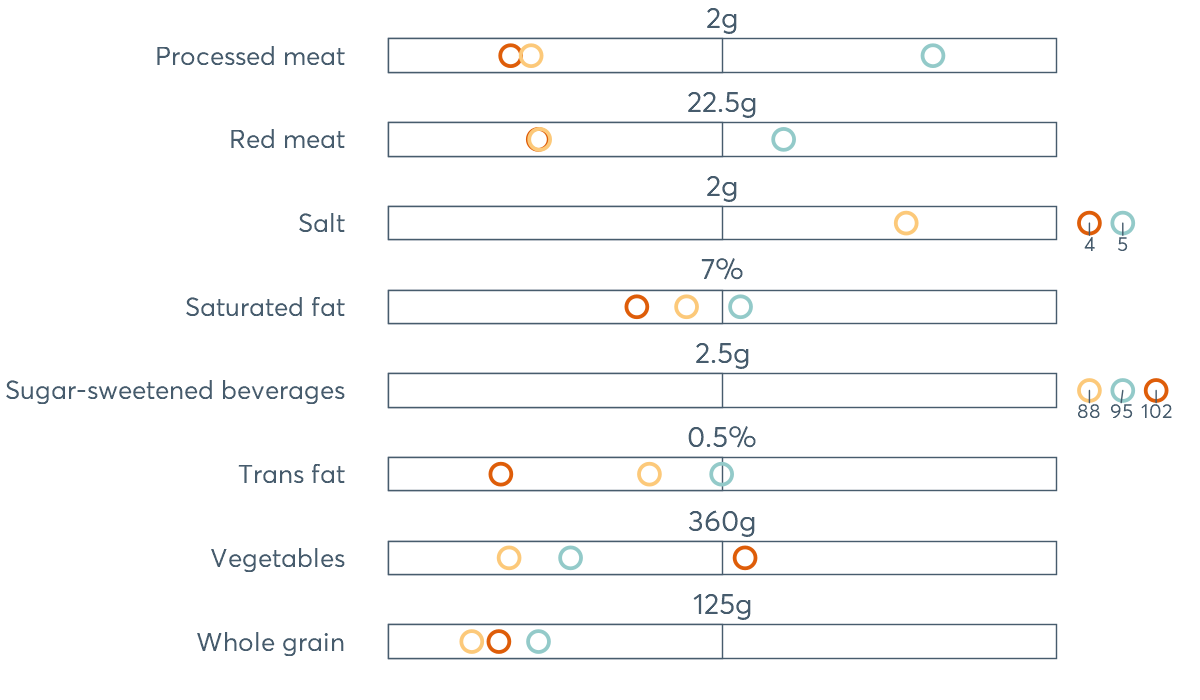 2g
Processed meat
22.5g
Red meat
2g
Salt
4 5
7%
Saturated fat
2.5g
Sugar-sweetened beverages
88 95 102
0.5%
Trans fat
360g
Vegetables
125g
Whole grain